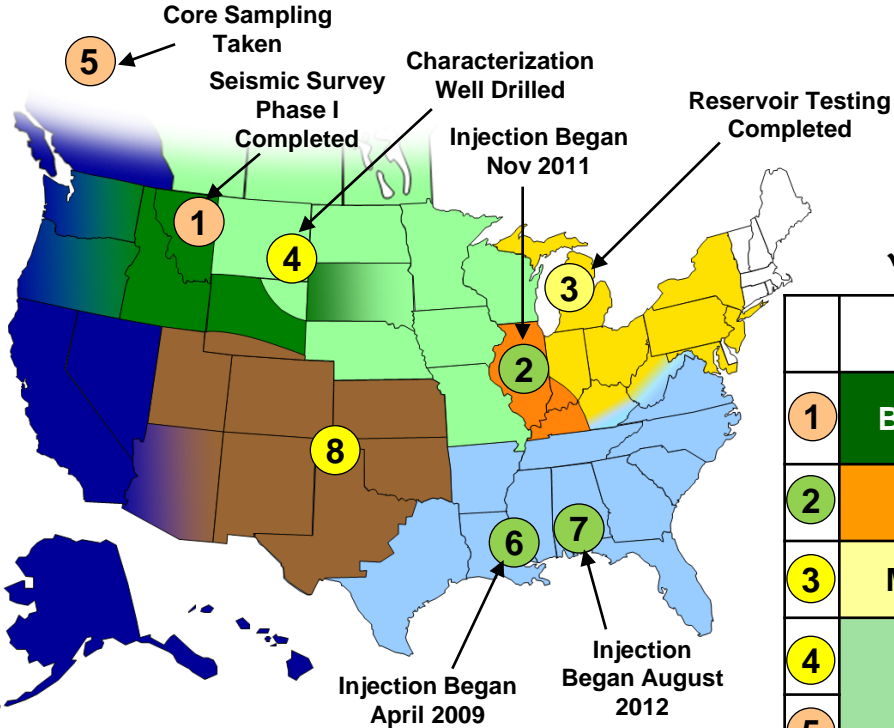 Core Sampling
Taken
5
Seismic Survey
Phase I
Completed
Characterization
Well Drilled
Injection Began
Nov 2011
Reservoir Testing
Completed
1
4
3
2
8
6
7
Injection Began
April 2009
Injection
Began August
2012
1
B
2
3
M
4
5